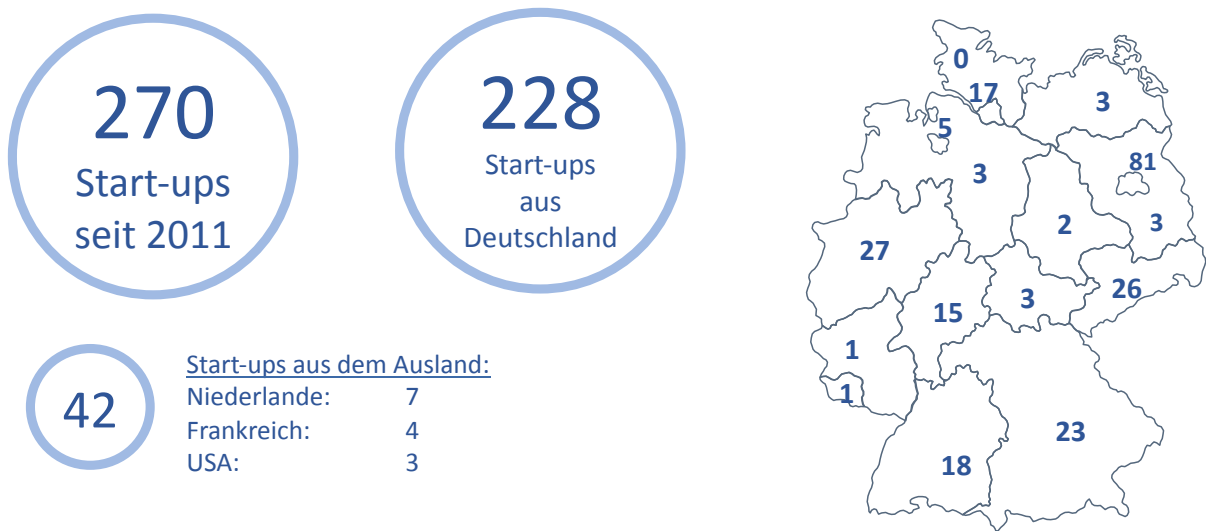 270
Start-ups
seit 2011
228
Start-ups
aus
Deutschland
42
Start-ups aus dem Ausland:
Niederlande: 7
Frankreich: 4
USA: 3
0
17
3
5
81
3
2
3
27
26
3
15
1
1
23
18